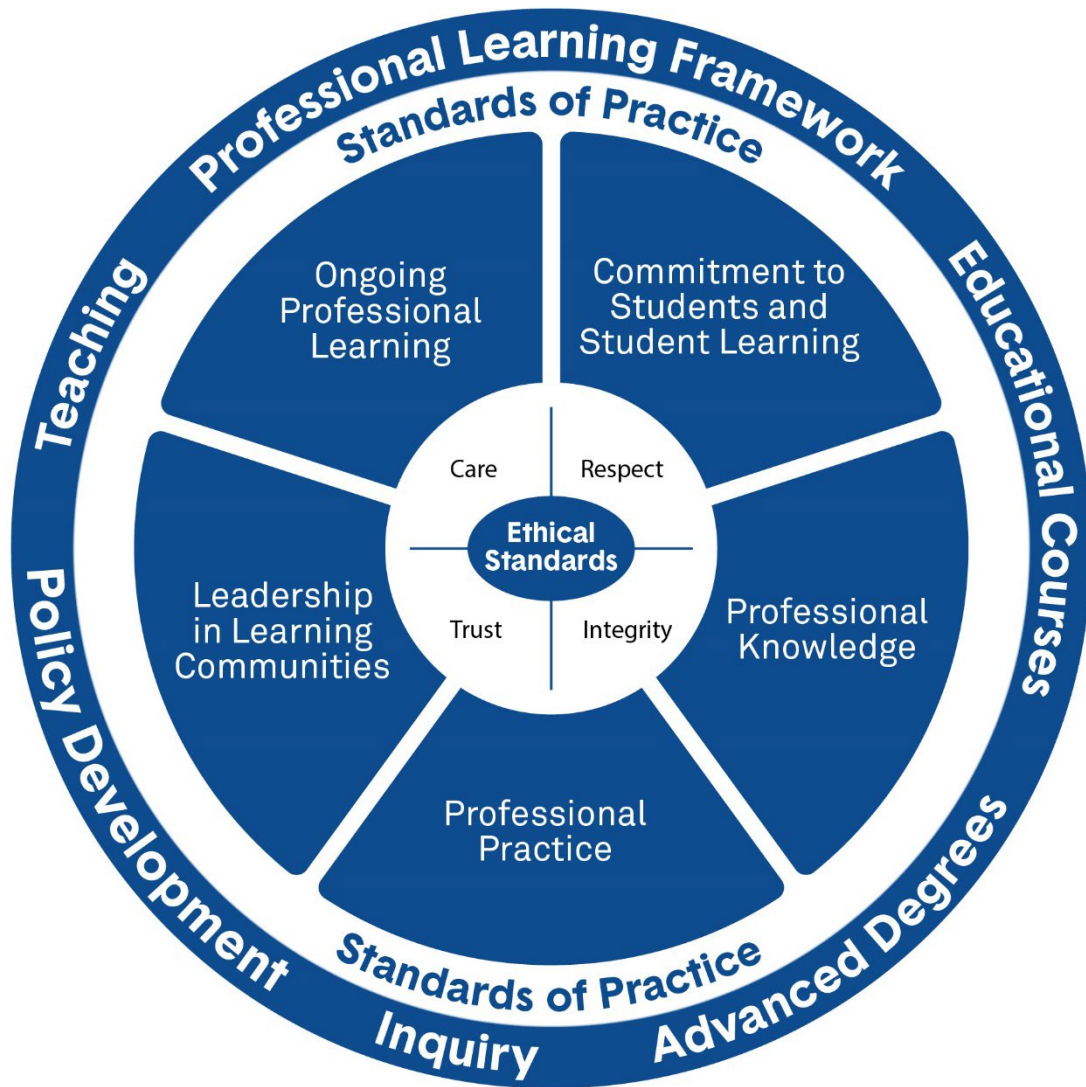 Professional Learning Framework
Educational Courses
Advanced Degrees
Inquiry
Policy Development
Teaching
Standards of Practice
Commitment to
Students and
Student Learning
Professional
Knowledge
Professional
Practice
Leadership
in Learning
Communities
Ongoing
Professional
Learning
Standards of Practice
Care
Respect
Ethical
Standards
Trust
Integrity